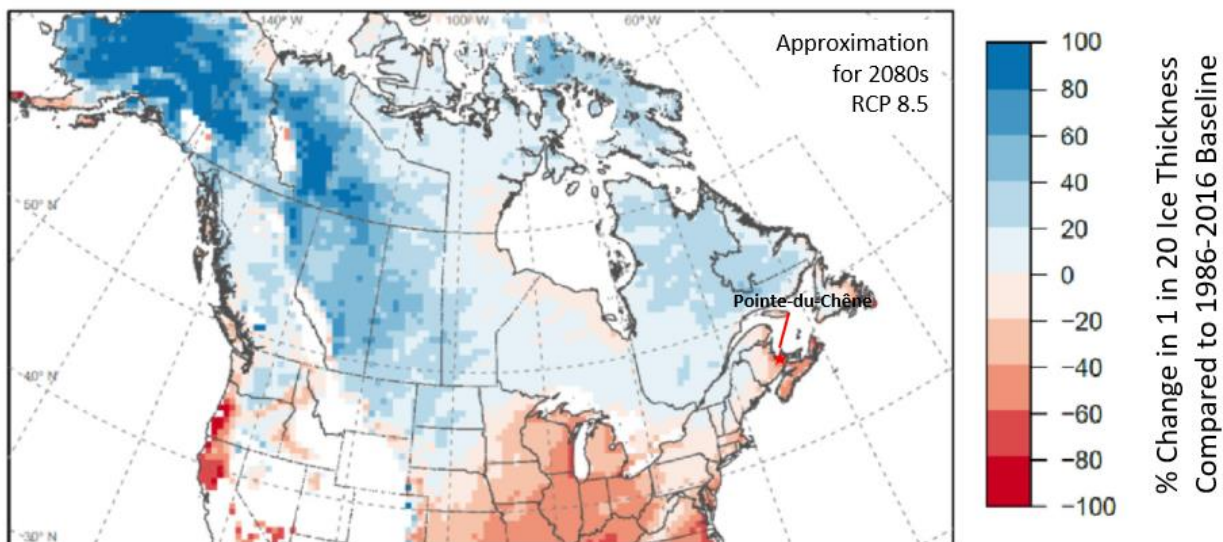 140°W
100°W
60°W
Approximation
for 2080s
RCP 8.5
50°N
40°N
30°N
Pointe-du-Chêne
100
80
60
40
20
0
-20
-40
-60
-80
-100
% Change in 1 in 20 Ice Thickness
Compared to 1986-2016 Baseline